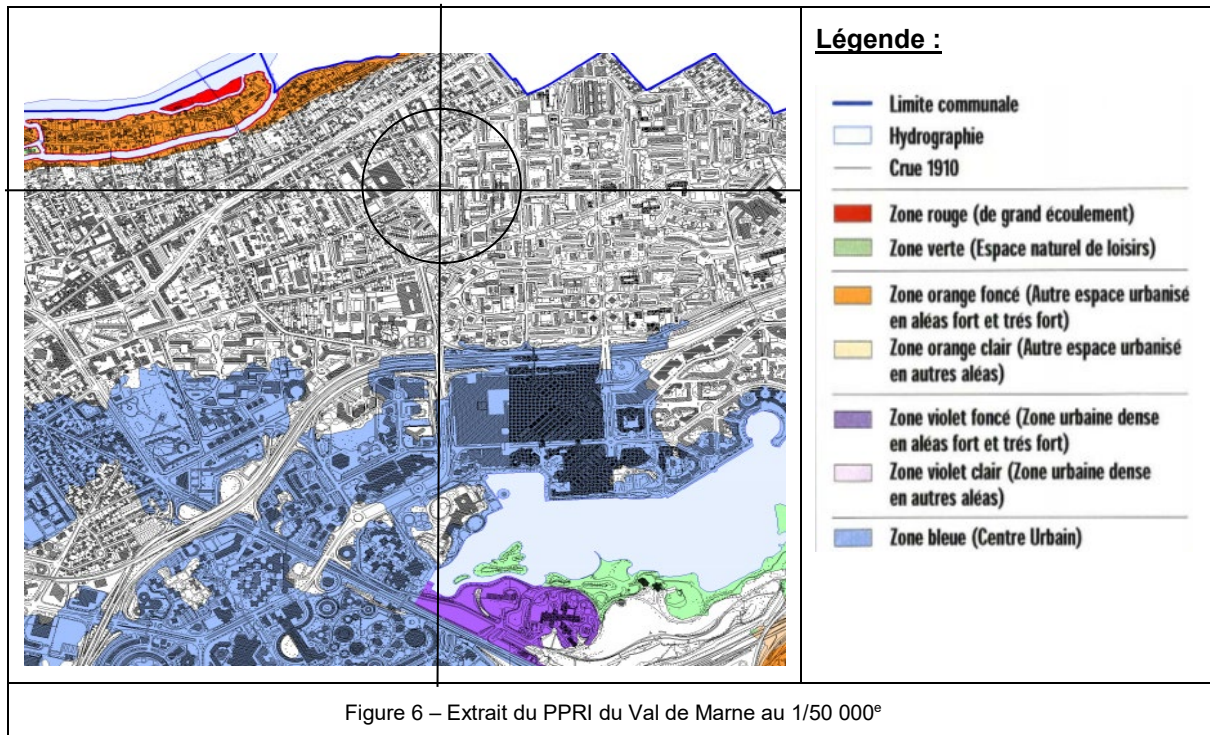 Légende :
Limite communale
Hydrographie
Crue 1910
Zone rouge (de grand écoulement)
Zone verte (Espace naturel de loisirs)
Zone orange foncé (Autre espace urbanisé
en aléas fort et trés fort)
Zone orange clair (Autre espace urbanisé
en autres aléas)
Zone violet foncé (Zone urbaine dense
en aléas fort et trés fort)
Zone violet clair (Zone urbaine dense
en autres aléas)
Zone bleue (Centre Urbain)
Figure 6 – Extrait du PPRI du Val de Marne au 1/50 000e